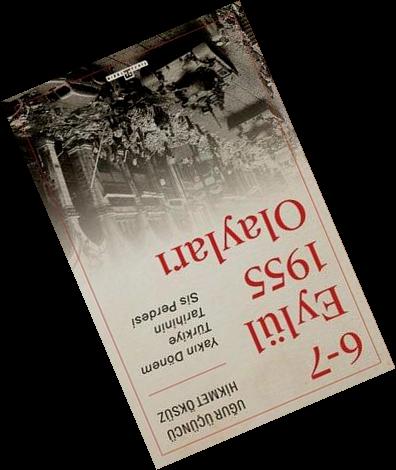 UĞUR ÜÇÜNCÜ
HİKMET ÖKSÜZ
6-7
Eylül
1955
Olayları
Yakın Dönem
Türkiye
Tarihinin
Sis Perdesi